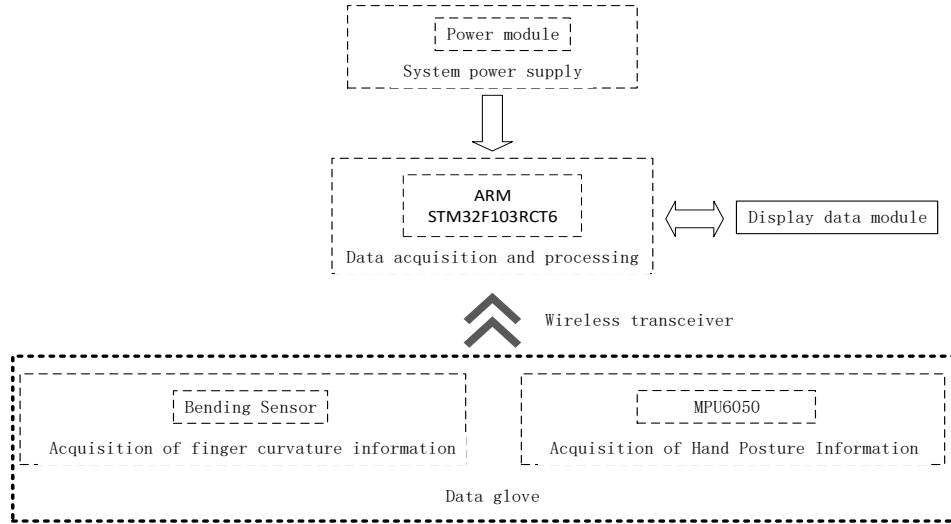 Power module
System power supply
ARM
STM32F103RCT6
Data acquisition and processing
Display data module
Wireless transceiver
Bending Sensor
Acquisition of finger curvature information
MPU6050
Acquisition of Hand Posture Information
Data glove